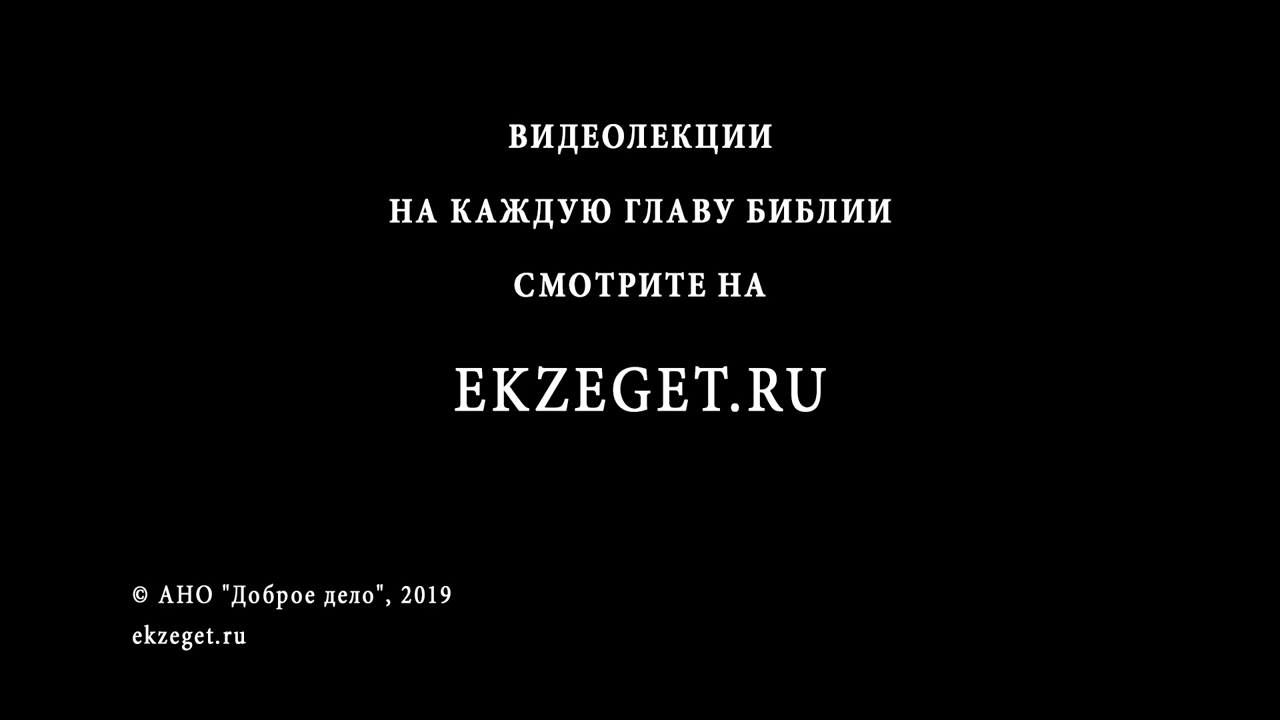 ВИДЕОЛЕКЦИИ
НА КАЖДУЮ ГЛАВУ БИБЛИИ
СМОТРИТЕ НА
EKZEGET.RU
© АНО "Доброе дело", 2019
ekzeget.ru